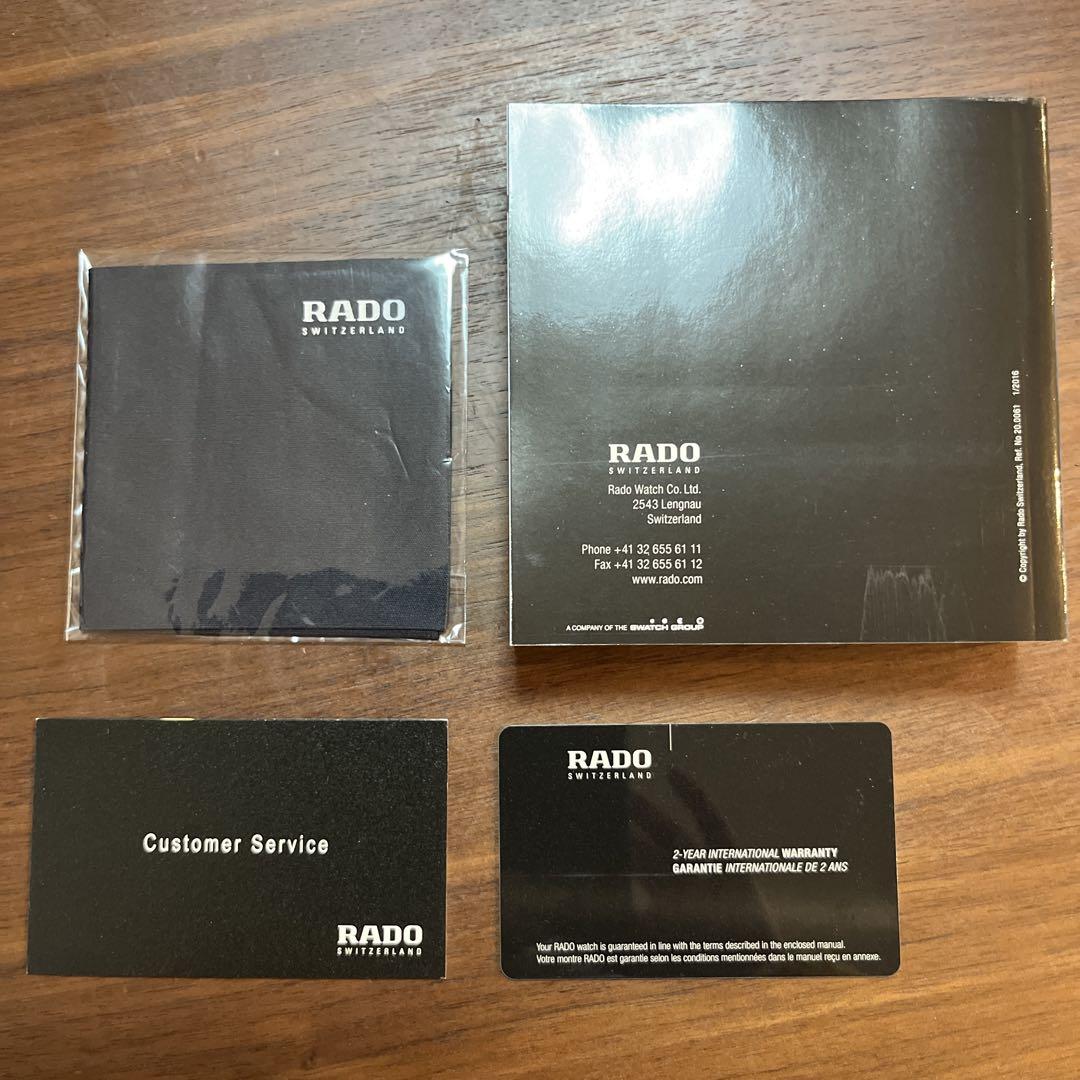 RADO
SWITZERLAND
RADO
SWITZERLAND
Rado Watch Co. Ltd.
2543 Lengnau
Switzerland
Phone +41 32 655 61 11
Fax +41 32 655 61 12
www.rado.com
A COMPANY OF THE SWATCH GROUP
© Copyright by Rado Switzerland, Ref. No 20.0061 1/2016
Customer Service
RADO
SWITZERLAND
RADO
SWITZERLAND
2-YEAR INTERNATIONAL WARRANTY
GARANTIE INTERNATIONALE DE 2 ANS
Your RADO watch is guaranteed in line with the terms described in the enclosed manual.
Votre montre RADO est garantie selon les conditions mentionnées dans le manuel reçu en annexe.